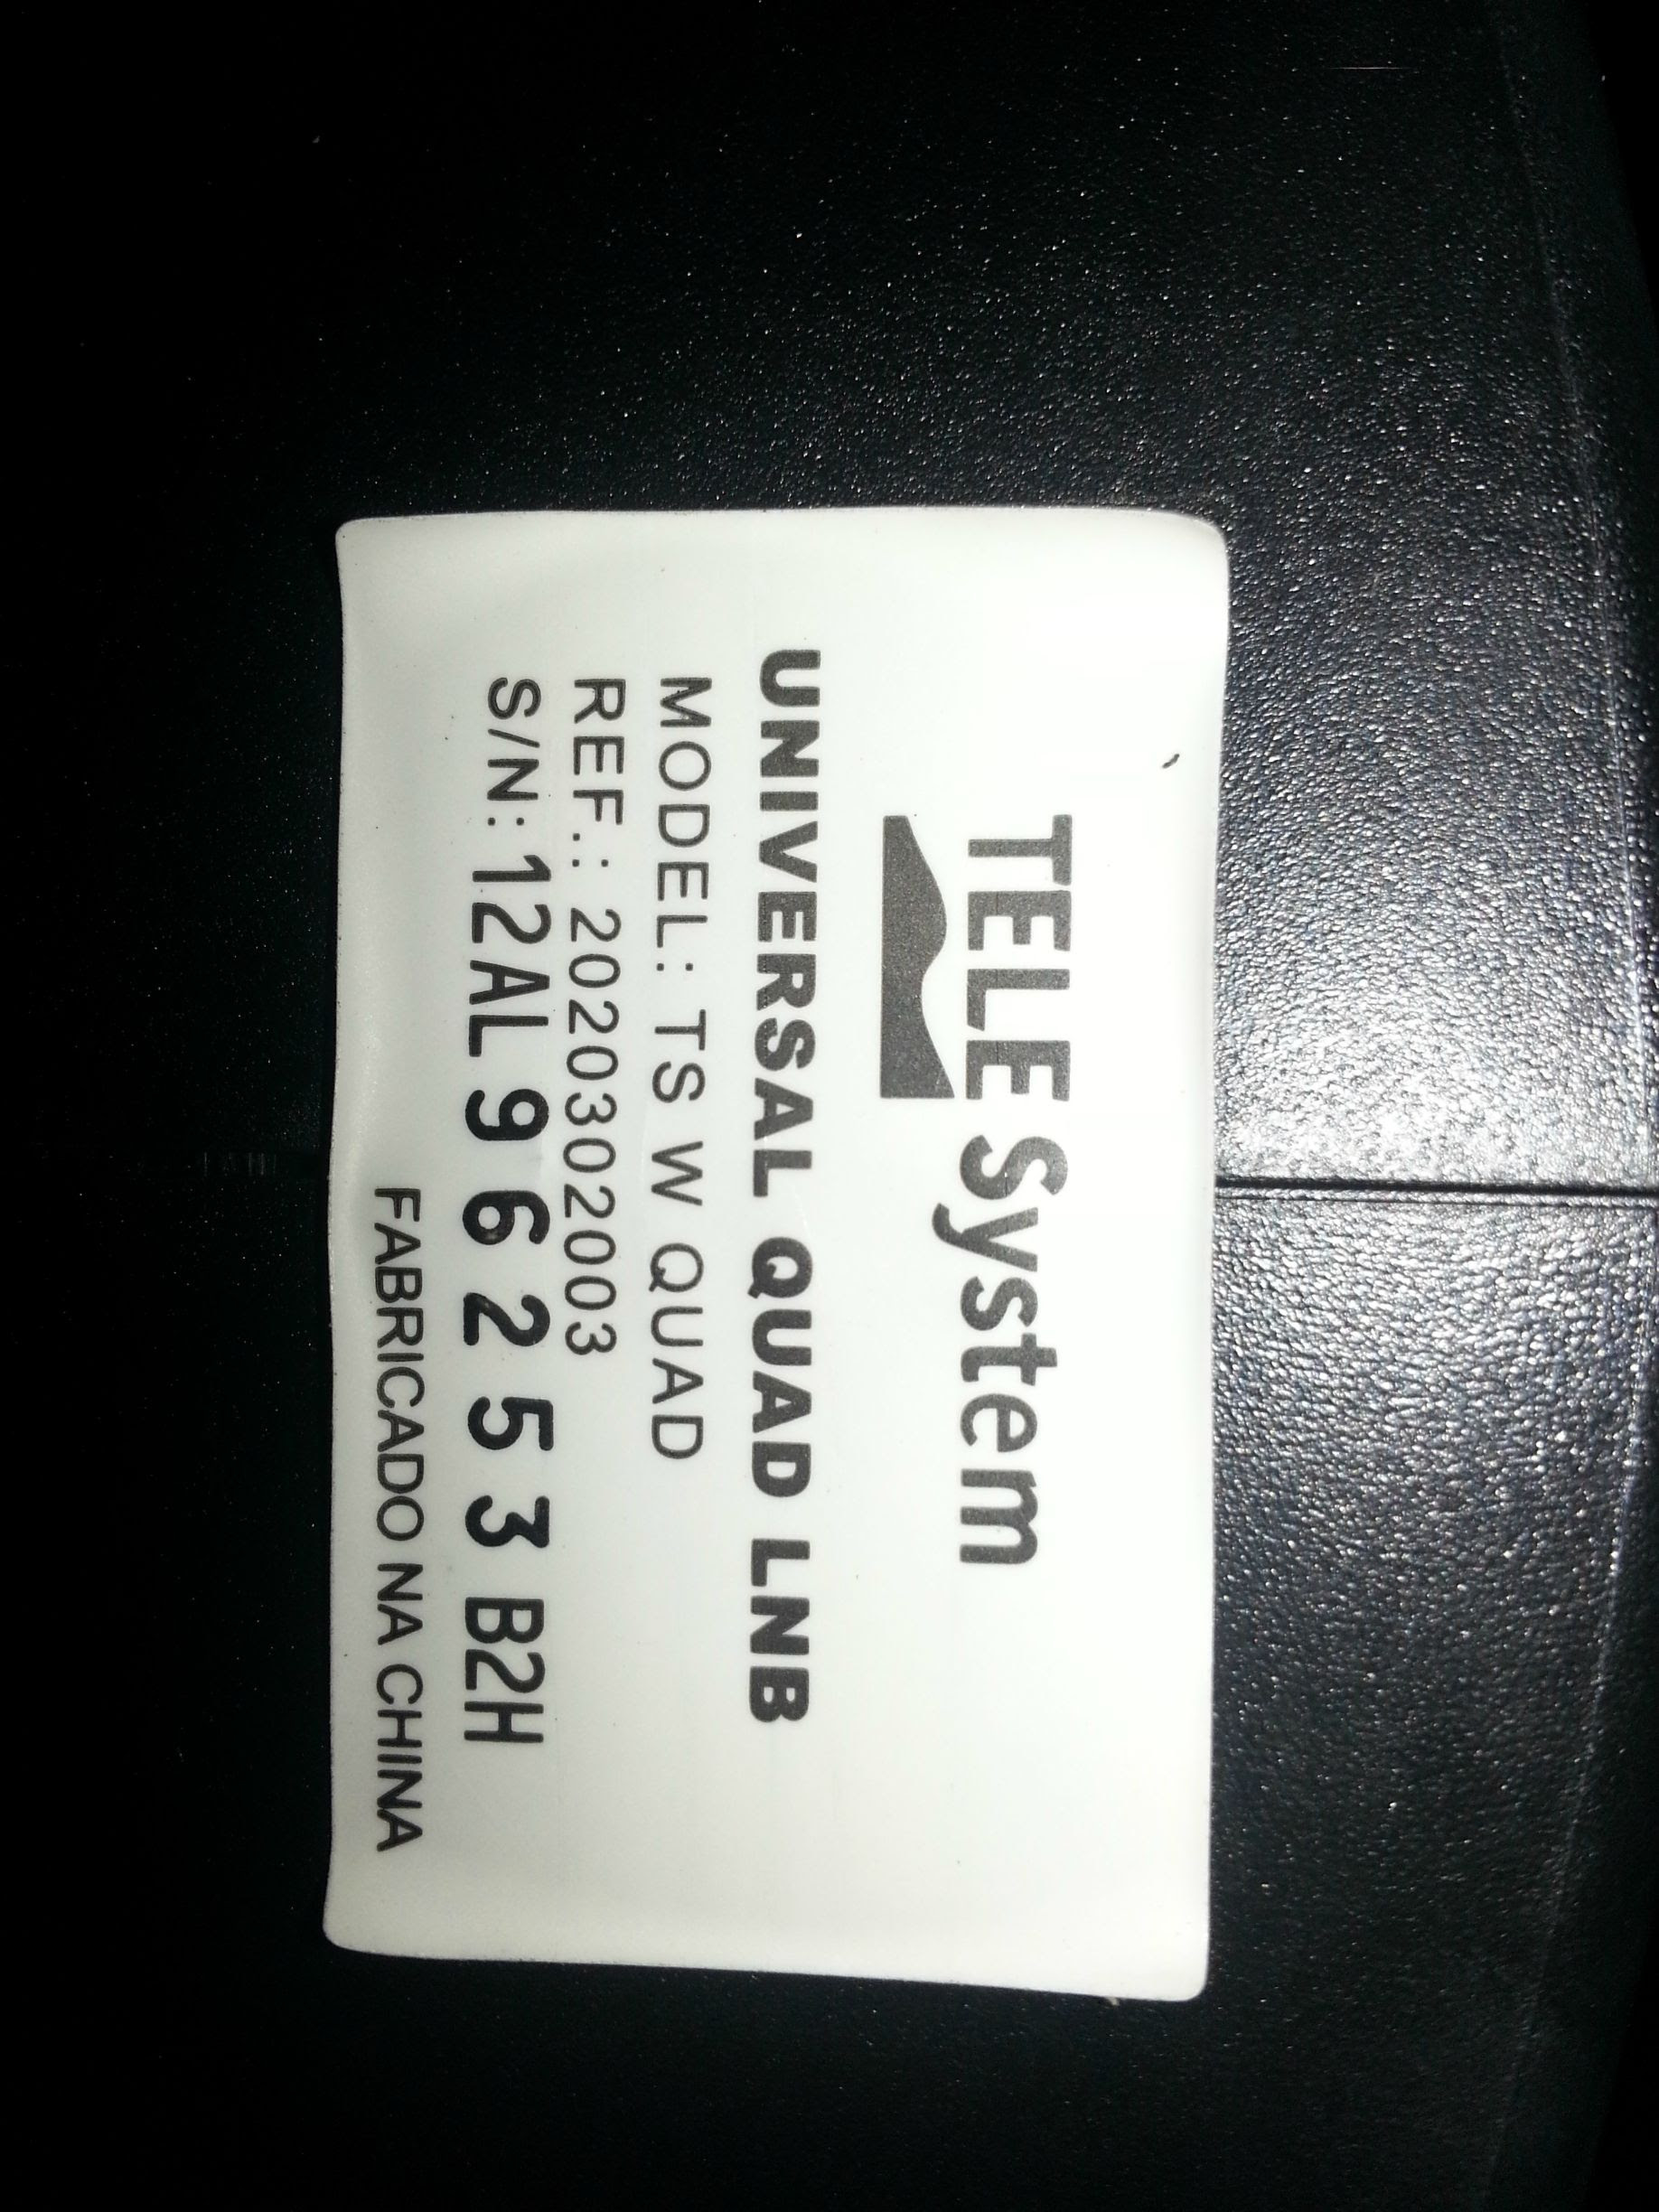 TELE System
UNIVERSAL QUAD LNB
MODEL: TS W QUAD
REF.: 2020302003
S/N: 12AL 9 6 2 5 3 B2H
FABRICADO NA CHINA